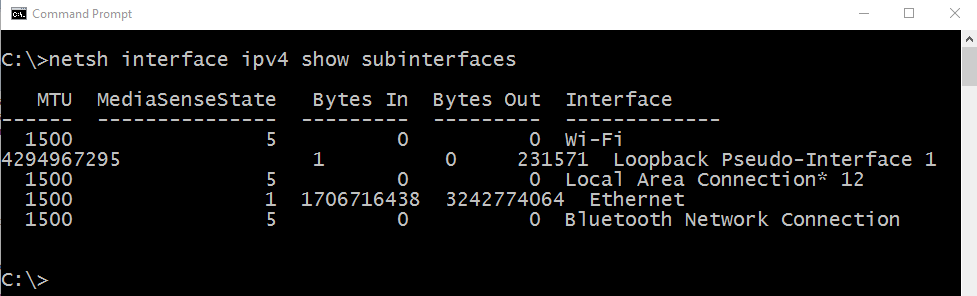 Command Prompt
C:\>netsh interface ipv4 show subinterfaces
   MTU  MediaSenseState   Bytes In  Bytes Out  Interface
------  ---------------  ---------  ---------  -------------
  1500                5          0          0  Wi-Fi
4294967295                1          0     231571  Loopback Pseudo-Interface 1
  1500                5          0          0  Local Area Connection* 12
  1500                1  1706716438  3242774064  Ethernet
  1500                5          0          0  Bluetooth Network Connection
C:\>